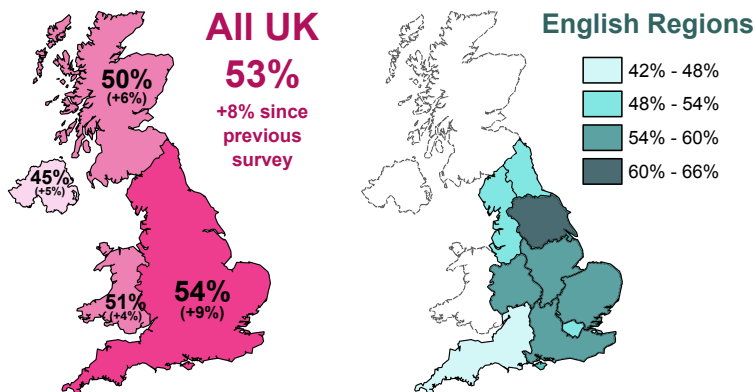 All UK
53%
+8% since
previous
survey
50%
(+6%)
45%
(+5%)
51%
(+4%)
54%
(+9%)
English Regions
42% - 48%
48% - 54%
54% - 60%
60% - 66%